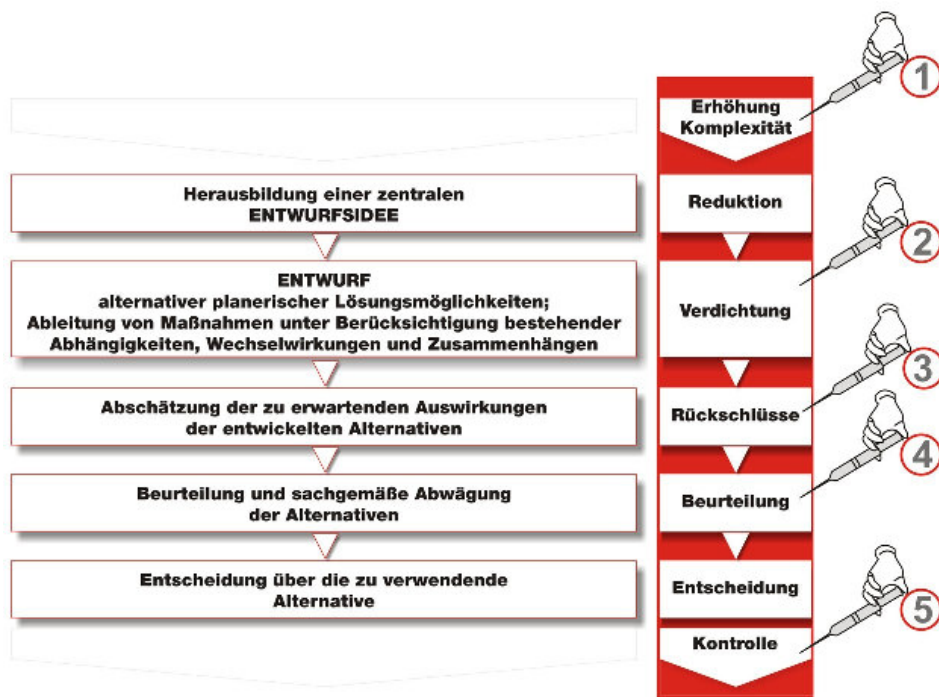 1
Erhöhung
Komplexität
Herausbildung einer zentralen
ENTWURFSIDEE
Reduktion
2
ENTWURF
alternativer planerischer Lösungsmöglichkeiten;
Ableitung von Maßnahmen unter Berücksichtigung bestehender
Abhängigkeiten, Wechselwirkungen und Zusammenhängen
Verdichtung
3
Abschätzung der zu erwartenden Auswirkungen
der entwickelten Alternativen
Rückschlüsse
4
Beurteilung und sachgemäße Abwägung
der Alternativen
Beurteilung
Entscheidung über die zu verwendende
Alternative
Entscheidung
5
Kontrolle